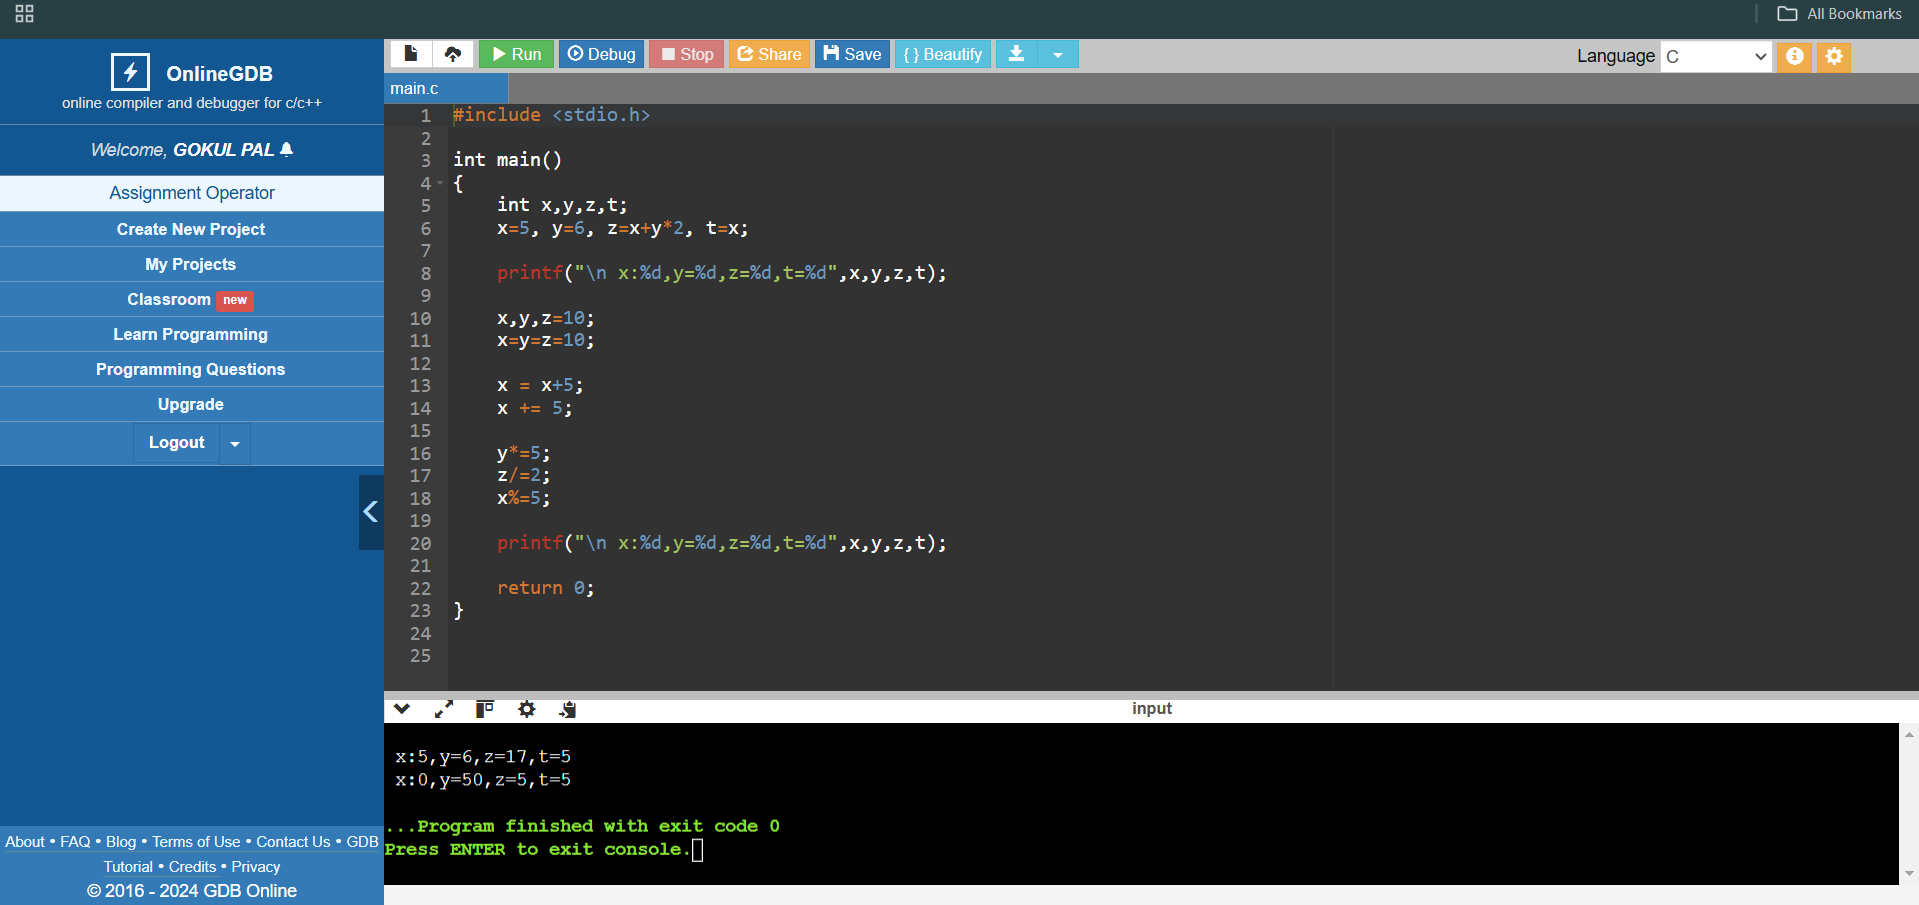 All Bookmarks
OnlineGDB
online compiler and debugger for c/c++
Welcome, GOKUL PAL
Assignment Operator
Create New Project
My Projects
Classroom new
Learn Programming
Programming Questions
Upgrade
Logout
About • FAQ • Blog • Terms of Use • Contact Us • GDB
Tutorial • Credits • Privacy
© 2016 - 2024 GDB Online
Run Debug Stop Share Save { } Beautify Language C
main.c
1 #include <stdio.h>
2
3 int main()
4 {
5     int x,y,z,t;
6     x=5, y=6, z=x+y*2, t=x;
7
8     printf("\n x:%d,y=%d,z=%d,t=%d",x,y,z,t);
9
10     x,y,z=10;
11     x=y=z=10;
12
13     x = x+5;
14     x += 5;
15
16     y*=5;
17     z/=2;
18     x%=5;
19
20     printf("\n x:%d,y=%d,z=%d,t=%d",x,y,z,t);
21
22     return 0;
23 }
24
25
input
x:5,y=6,z=17,t=5
x:0,y=50,z=5,t=5
...Program finished with exit code 0
Press ENTER to exit console.